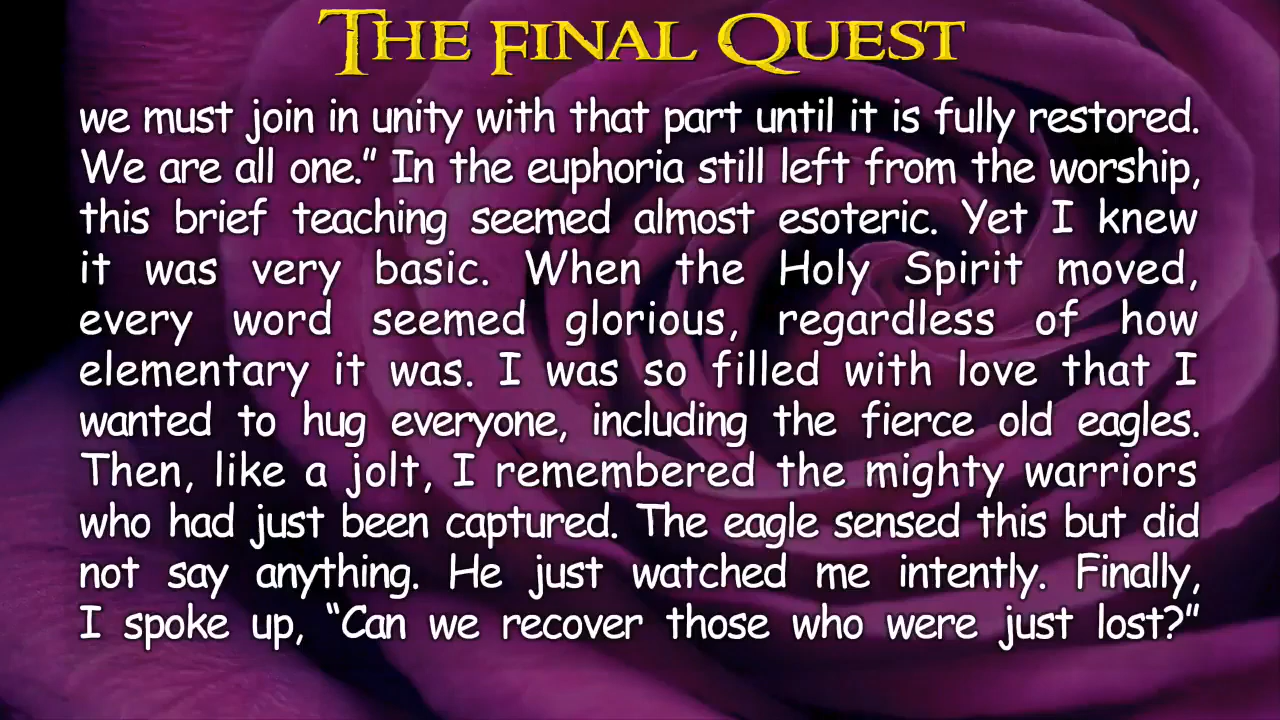 The Final Quest
we must join in unity with that part until it is fully restored.
We are all one.” In the euphoria still left from the worship,
this brief teaching seemed almost esoteric. Yet I knew
it was very basic. When the Holy Spirit moved,
every word seemed glorious, regardless of how
elementary it was. I was so filled with love that I
wanted to hug everyone, including the fierce old eagles.
Then, like a jolt, I remembered the mighty warriors
who had just been captured. The eagle sensed this but did
not say anything. He just watched me intently. Finally,
I spoke up, “Can we recover those who were just lost?”